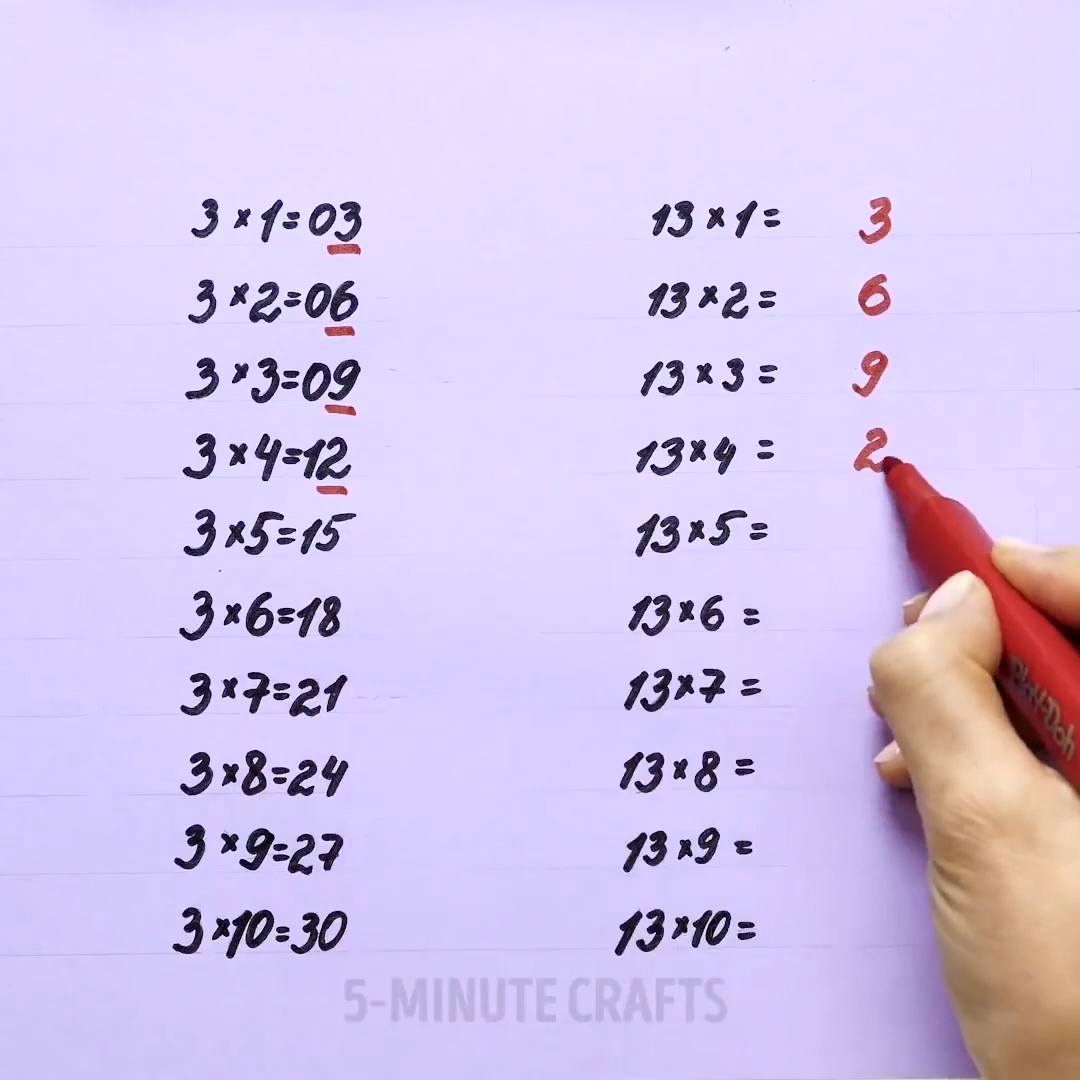 3×1=03 13×1= 3
3×2=06 13×2= 6
3×3=09 13×3= 9
3×4=12 13×4= 2
3×5=15 13×5=
3×6=18 13×6=
3×7=21 13×7=
3×8=24 13×8=
3×9=27 13×9=
3×10=30 13×10=
Play-Doh
5-MINUTE CRAFTS